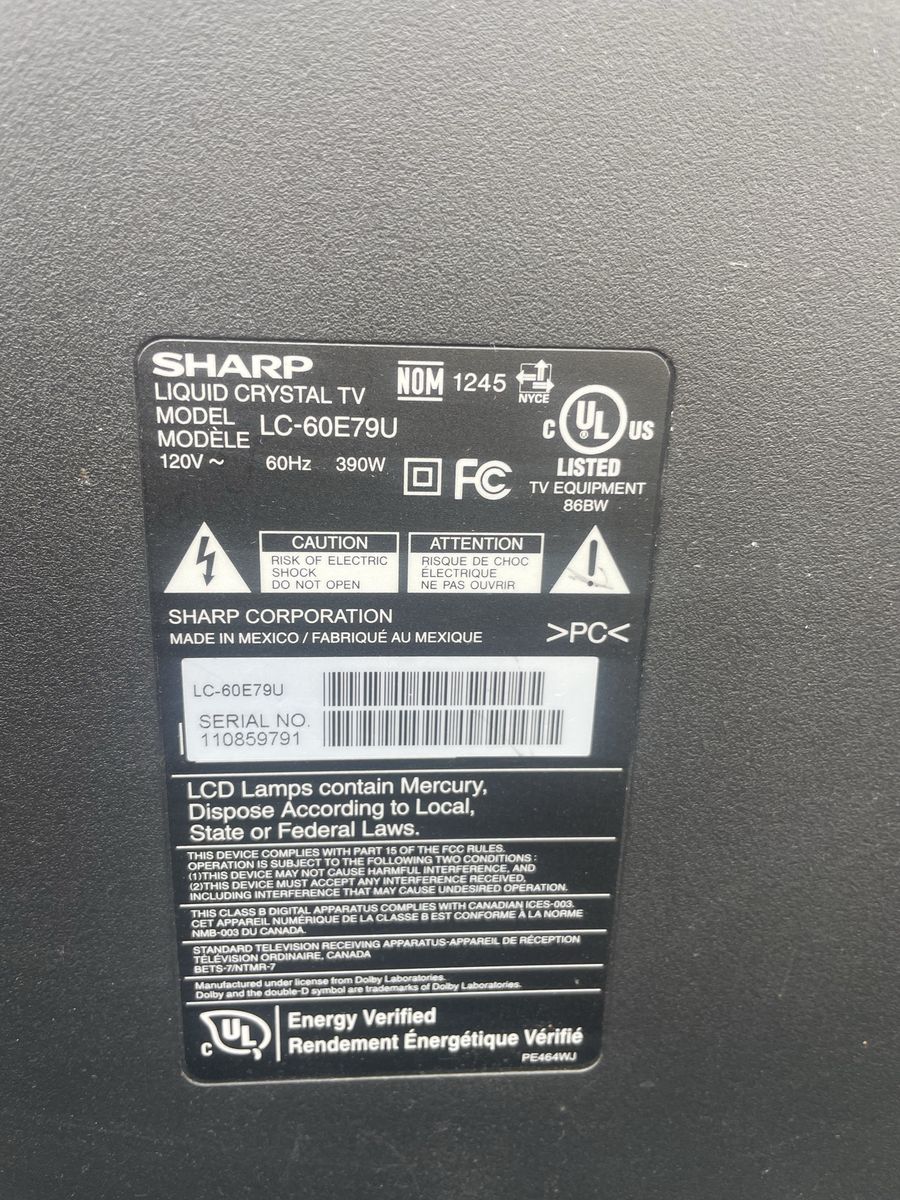 SHARP
LIQUID CRYSTAL TV
NOM 1245
NYCE
MODEL
MODÈLE LC-60E79U
120V ~ 60Hz 390W
FC
C UL US
®
LISTED
TV EQUIPMENT
86BW
CAUTION
RISK OF ELECTRIC
SHOCK
DO NOT OPEN
ATTENTION
RISQUE DE CHOC
ÉLECTRIQUE
NE PAS OUVRIR
SHARP CORPORATION
MADE IN MEXICO / FABRIQUÉ AU MEXIQUE
>PC<
LC-60E79U
SERIAL NO.
110859791
LCD Lamps contain Mercury,
Dispose According to Local,
State or Federal Laws.
THIS DEVICE COMPLIES WITH PART 15 OF THE FCC RULES.
OPERATION IS SUBJECT TO THE FOLLOWING TWO CONDITIONS :
(1)THIS DEVICE MAY NOT CAUSE HARMFUL INTERFERENCE, AND
(2)THIS DEVICE MUST ACCEPT ANY INTERFERENCE RECEIVED,
INCLUDING INTERFERENCE THAT MAY CAUSE UNDESIRED OPERATION.
THIS CLASS B DIGITAL APPARATUS COMPLIES WITH CANADIAN ICES-003.
CET APPAREIL NUMÉRIQUE DE LA CLASSE B EST CONFORME À LA NORME
NMB-003 DU CANADA.
STANDARD TELEVISION RECEIVING APPARATUS-APPAREIL DE RÉCEPTION
TÉLÉVISION ORDINAIRE, CANADA
BETS-7/NTMR-7
Manufactured under license from Dolby Laboratories.
Dolby and the double-D symbol are trademarks of Dolby Laboratories.
C UL
Energy Verified
Rendement Énergétique Vérifié
PE464WJ